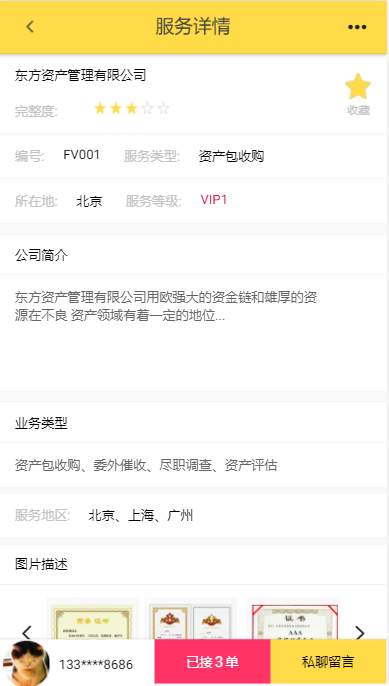 服务详情
东方资产管理有限公司
完整度:
收藏
编号: FV001 服务类型: 资产包收购
所在地: 北京 服务等级: VIP1
公司简介
东方资产管理有限公司用欧强大的资金链和雄厚的资
源在不良 资产领域有着一定的地位...
业务类型
资产包收购、委外催收、尽职调查、资产评估
服务地区: 北京、上海、广州
图片描述
证 书
AAA
133****8686 已接 3 单 私聊留言